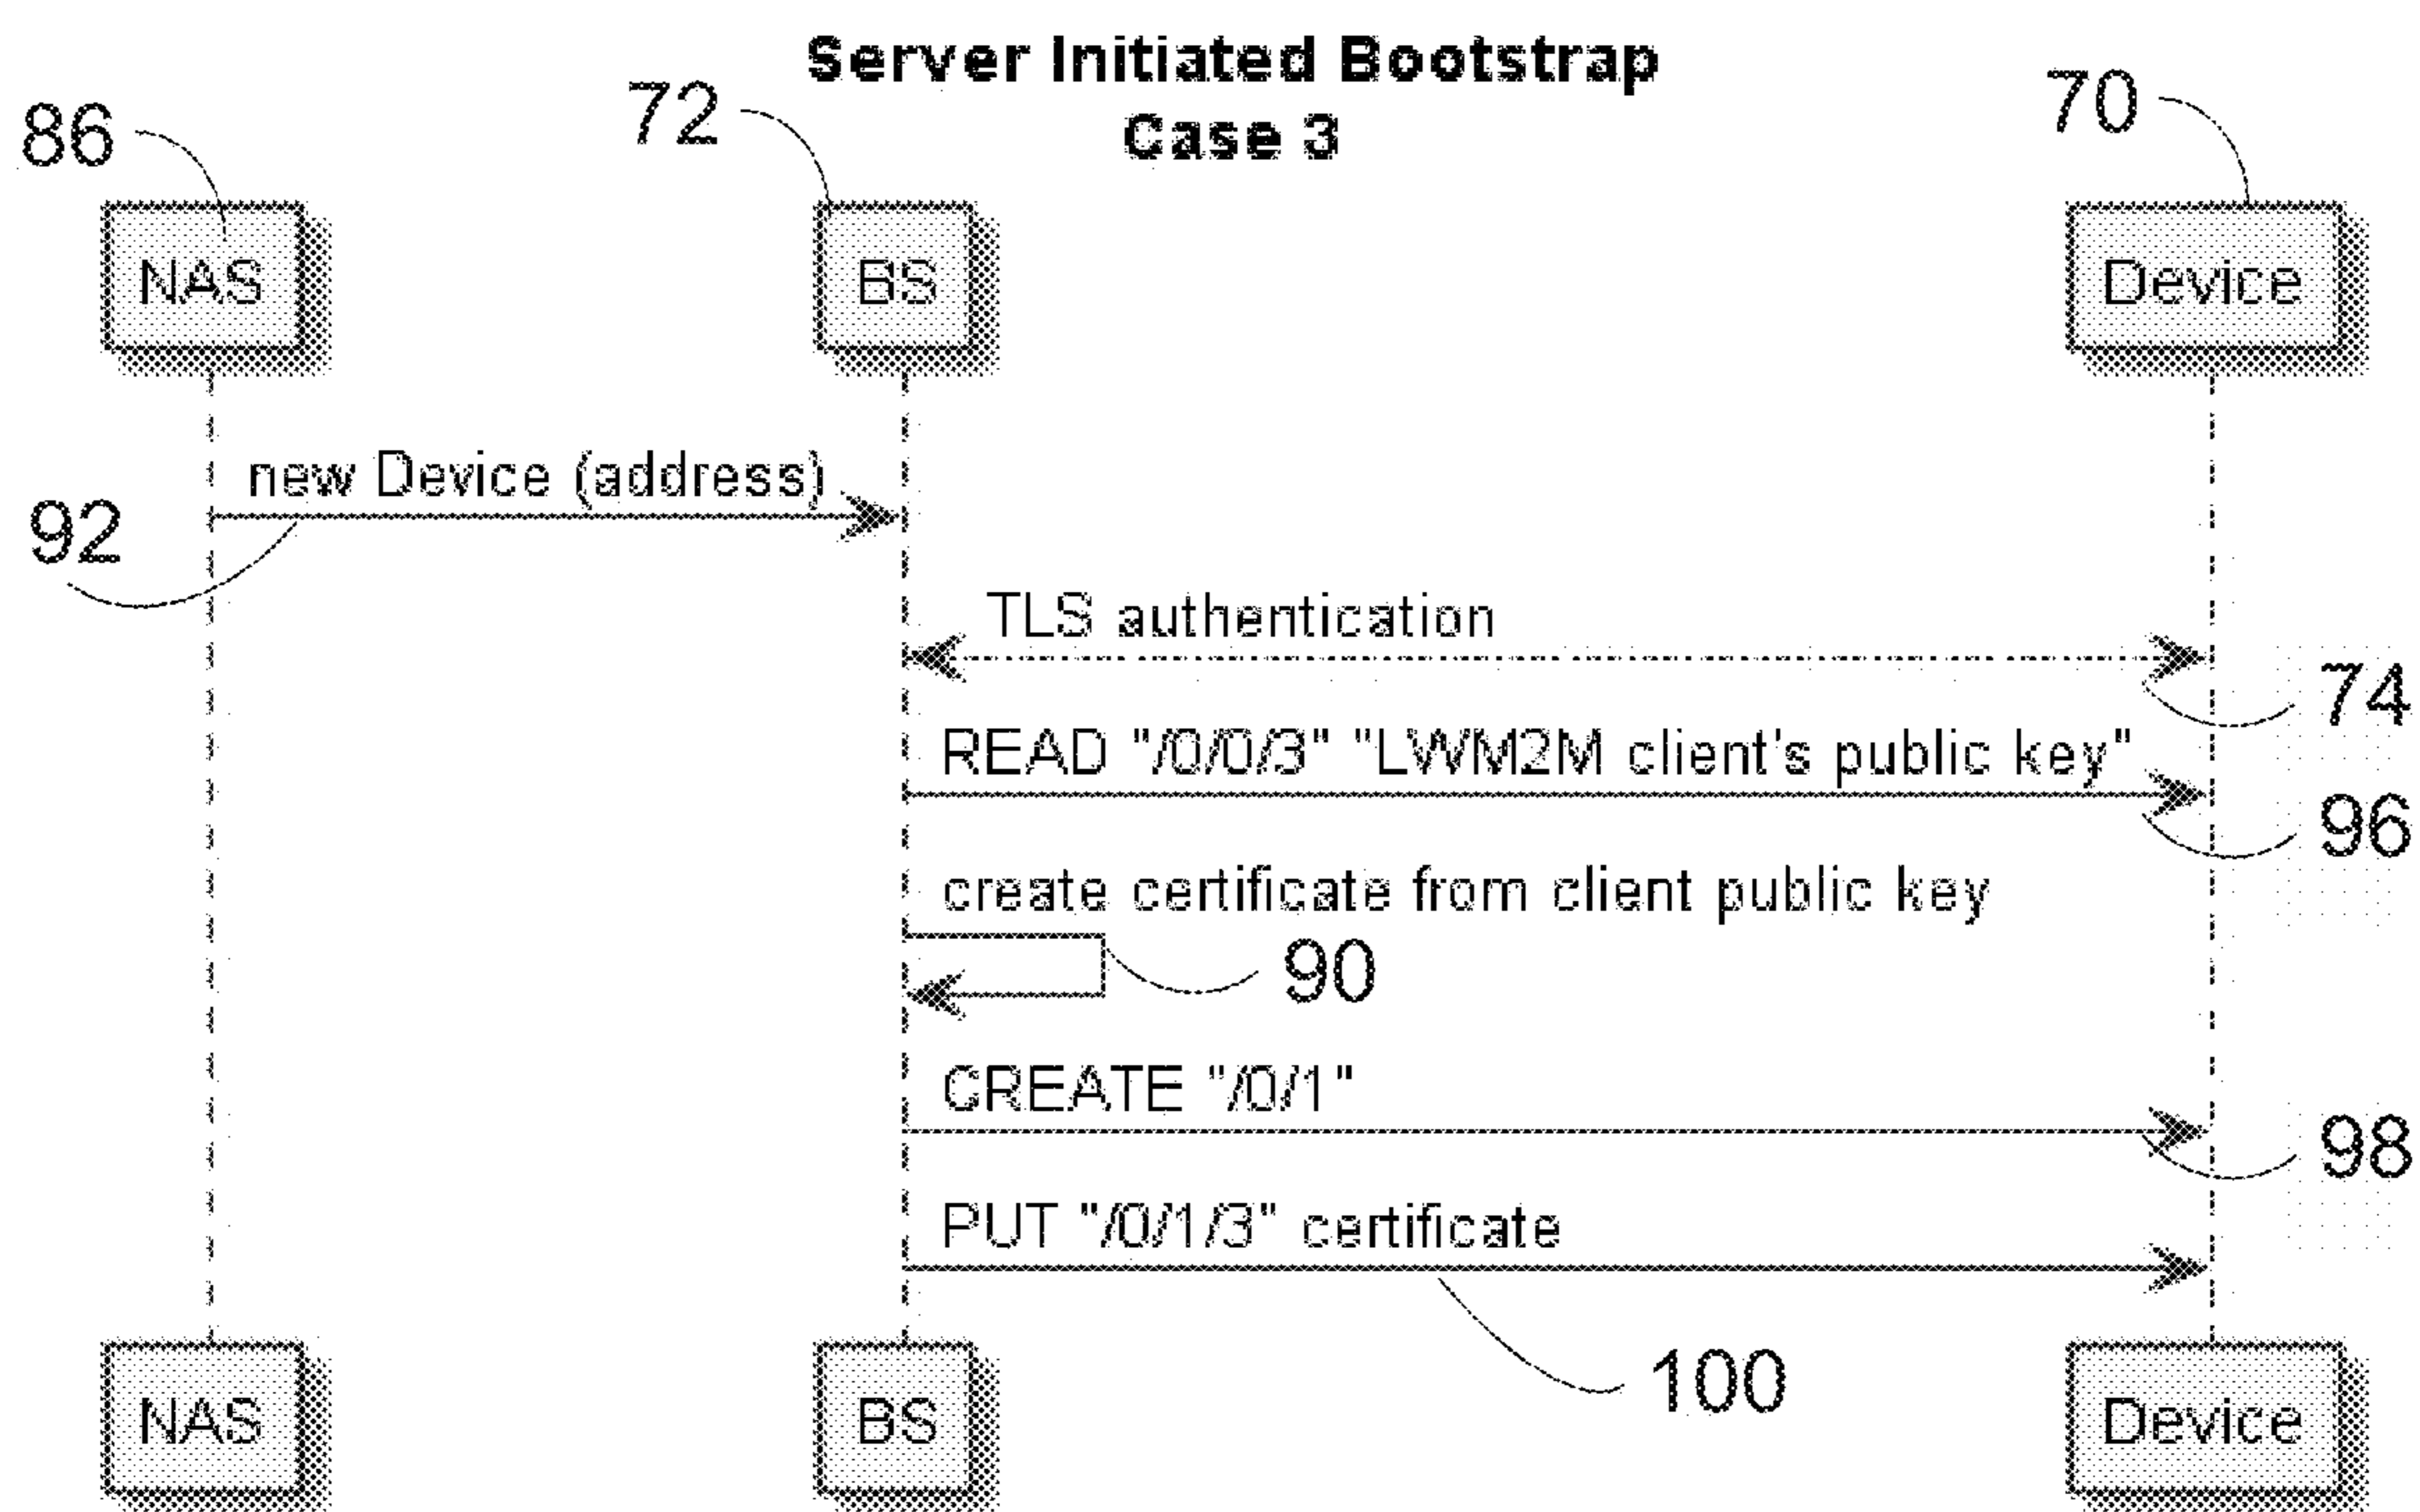 Server Initiated Bootstrap
Case 3
86
72
70
NAS
BS
Device
new Device (address)
92
TLS authentication
74
READ "/0/0/3" "LWM2M client's public key"
96
create certificate from client public key
90
CREATE "/0/1"
98
PUT "/0/1/3" certificate
100
NAS
BS
Device